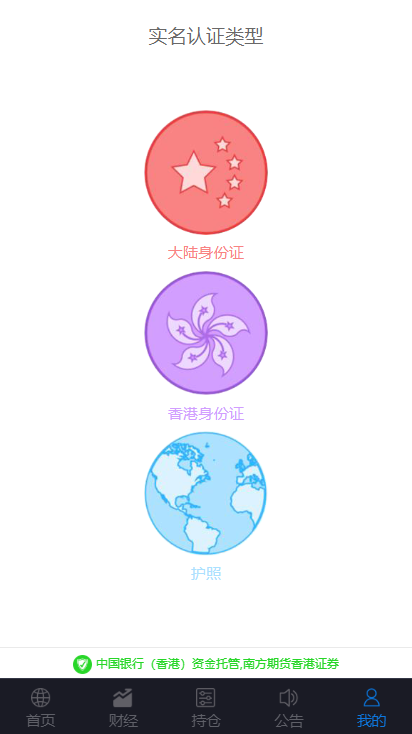 实名认证类型
大陆身份证
香港身份证
护照
中国银行（香港）资金托管,南方期货香港证券
首页 财经 持仓 公告 我的